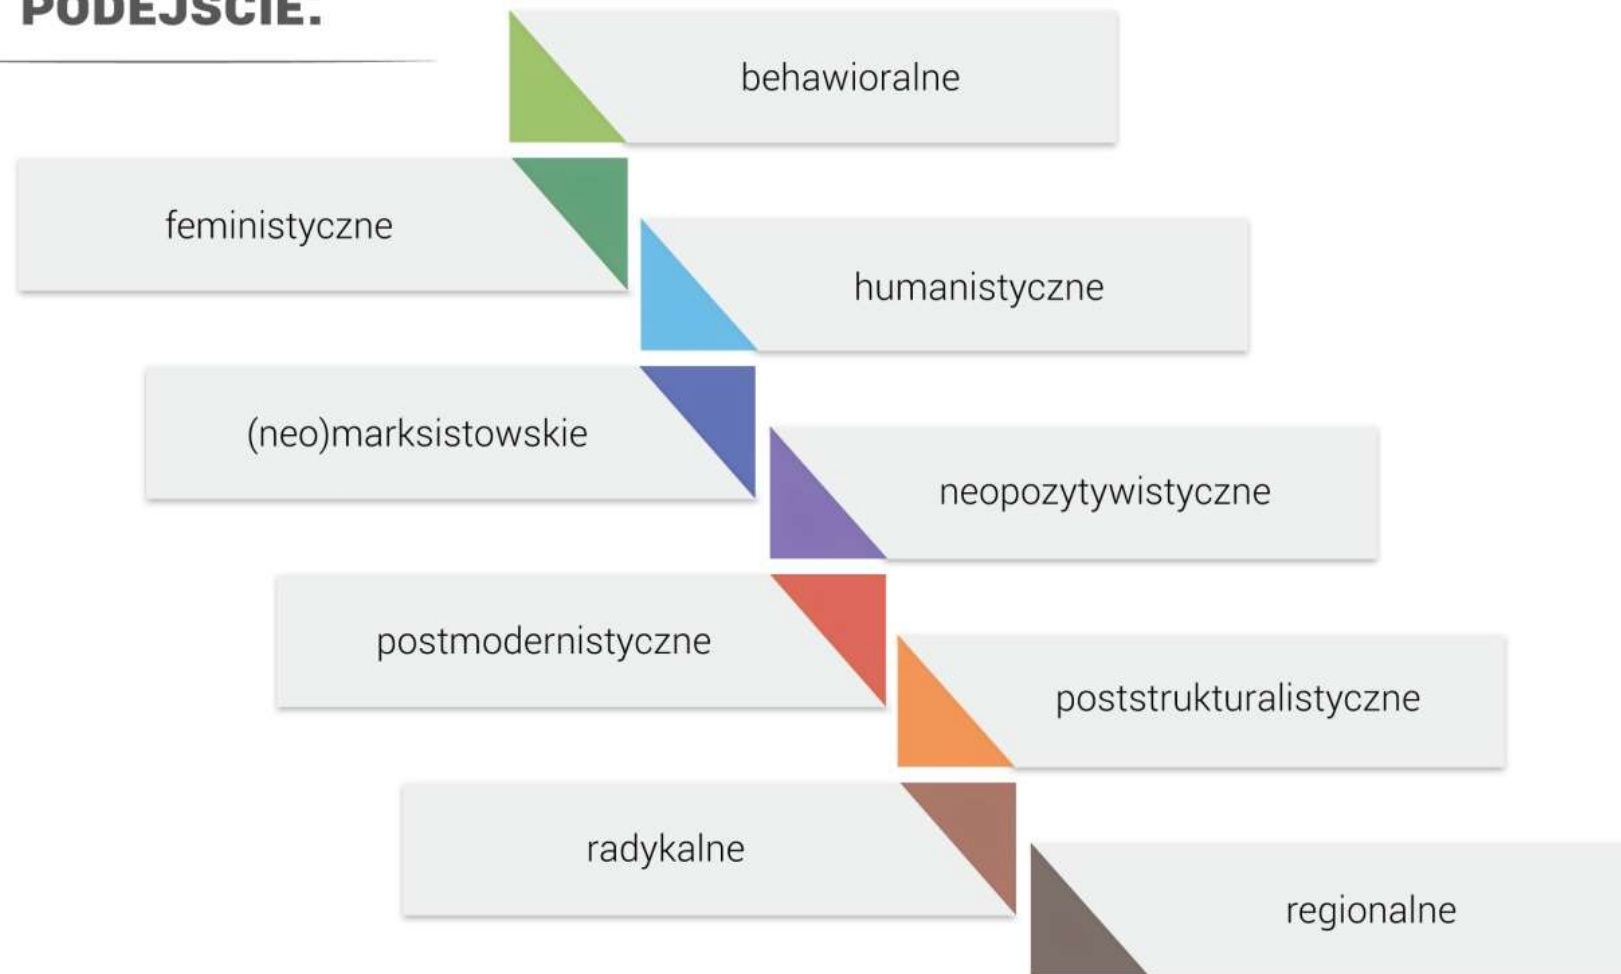 PODEJŚCIE:
behawioralne
feministyczne
humanistyczne
(neo)marksistowskie
neopozytywistyczne
postmodernistyczne
poststrukturalistyczne
radykalne
regionalne